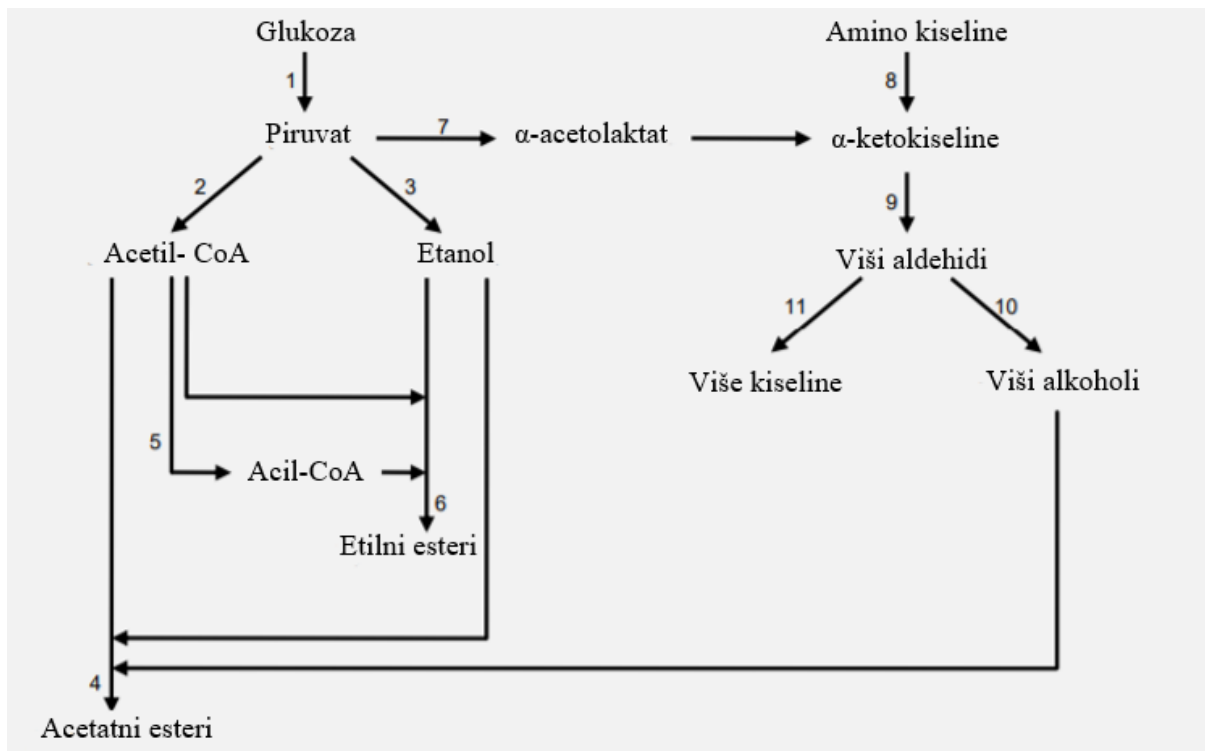 Glukoza
Amino kiseline
1
8
Piruvat
7
α-acetolaktat
α-ketokiseline
2
3
9
Acetil- CoA
Etanol
Viši aldehidi
11
10
Više kiseline
Viši alkoholi
5
Acil-CoA
6
Etilni esteri
4
Acetatni esteri